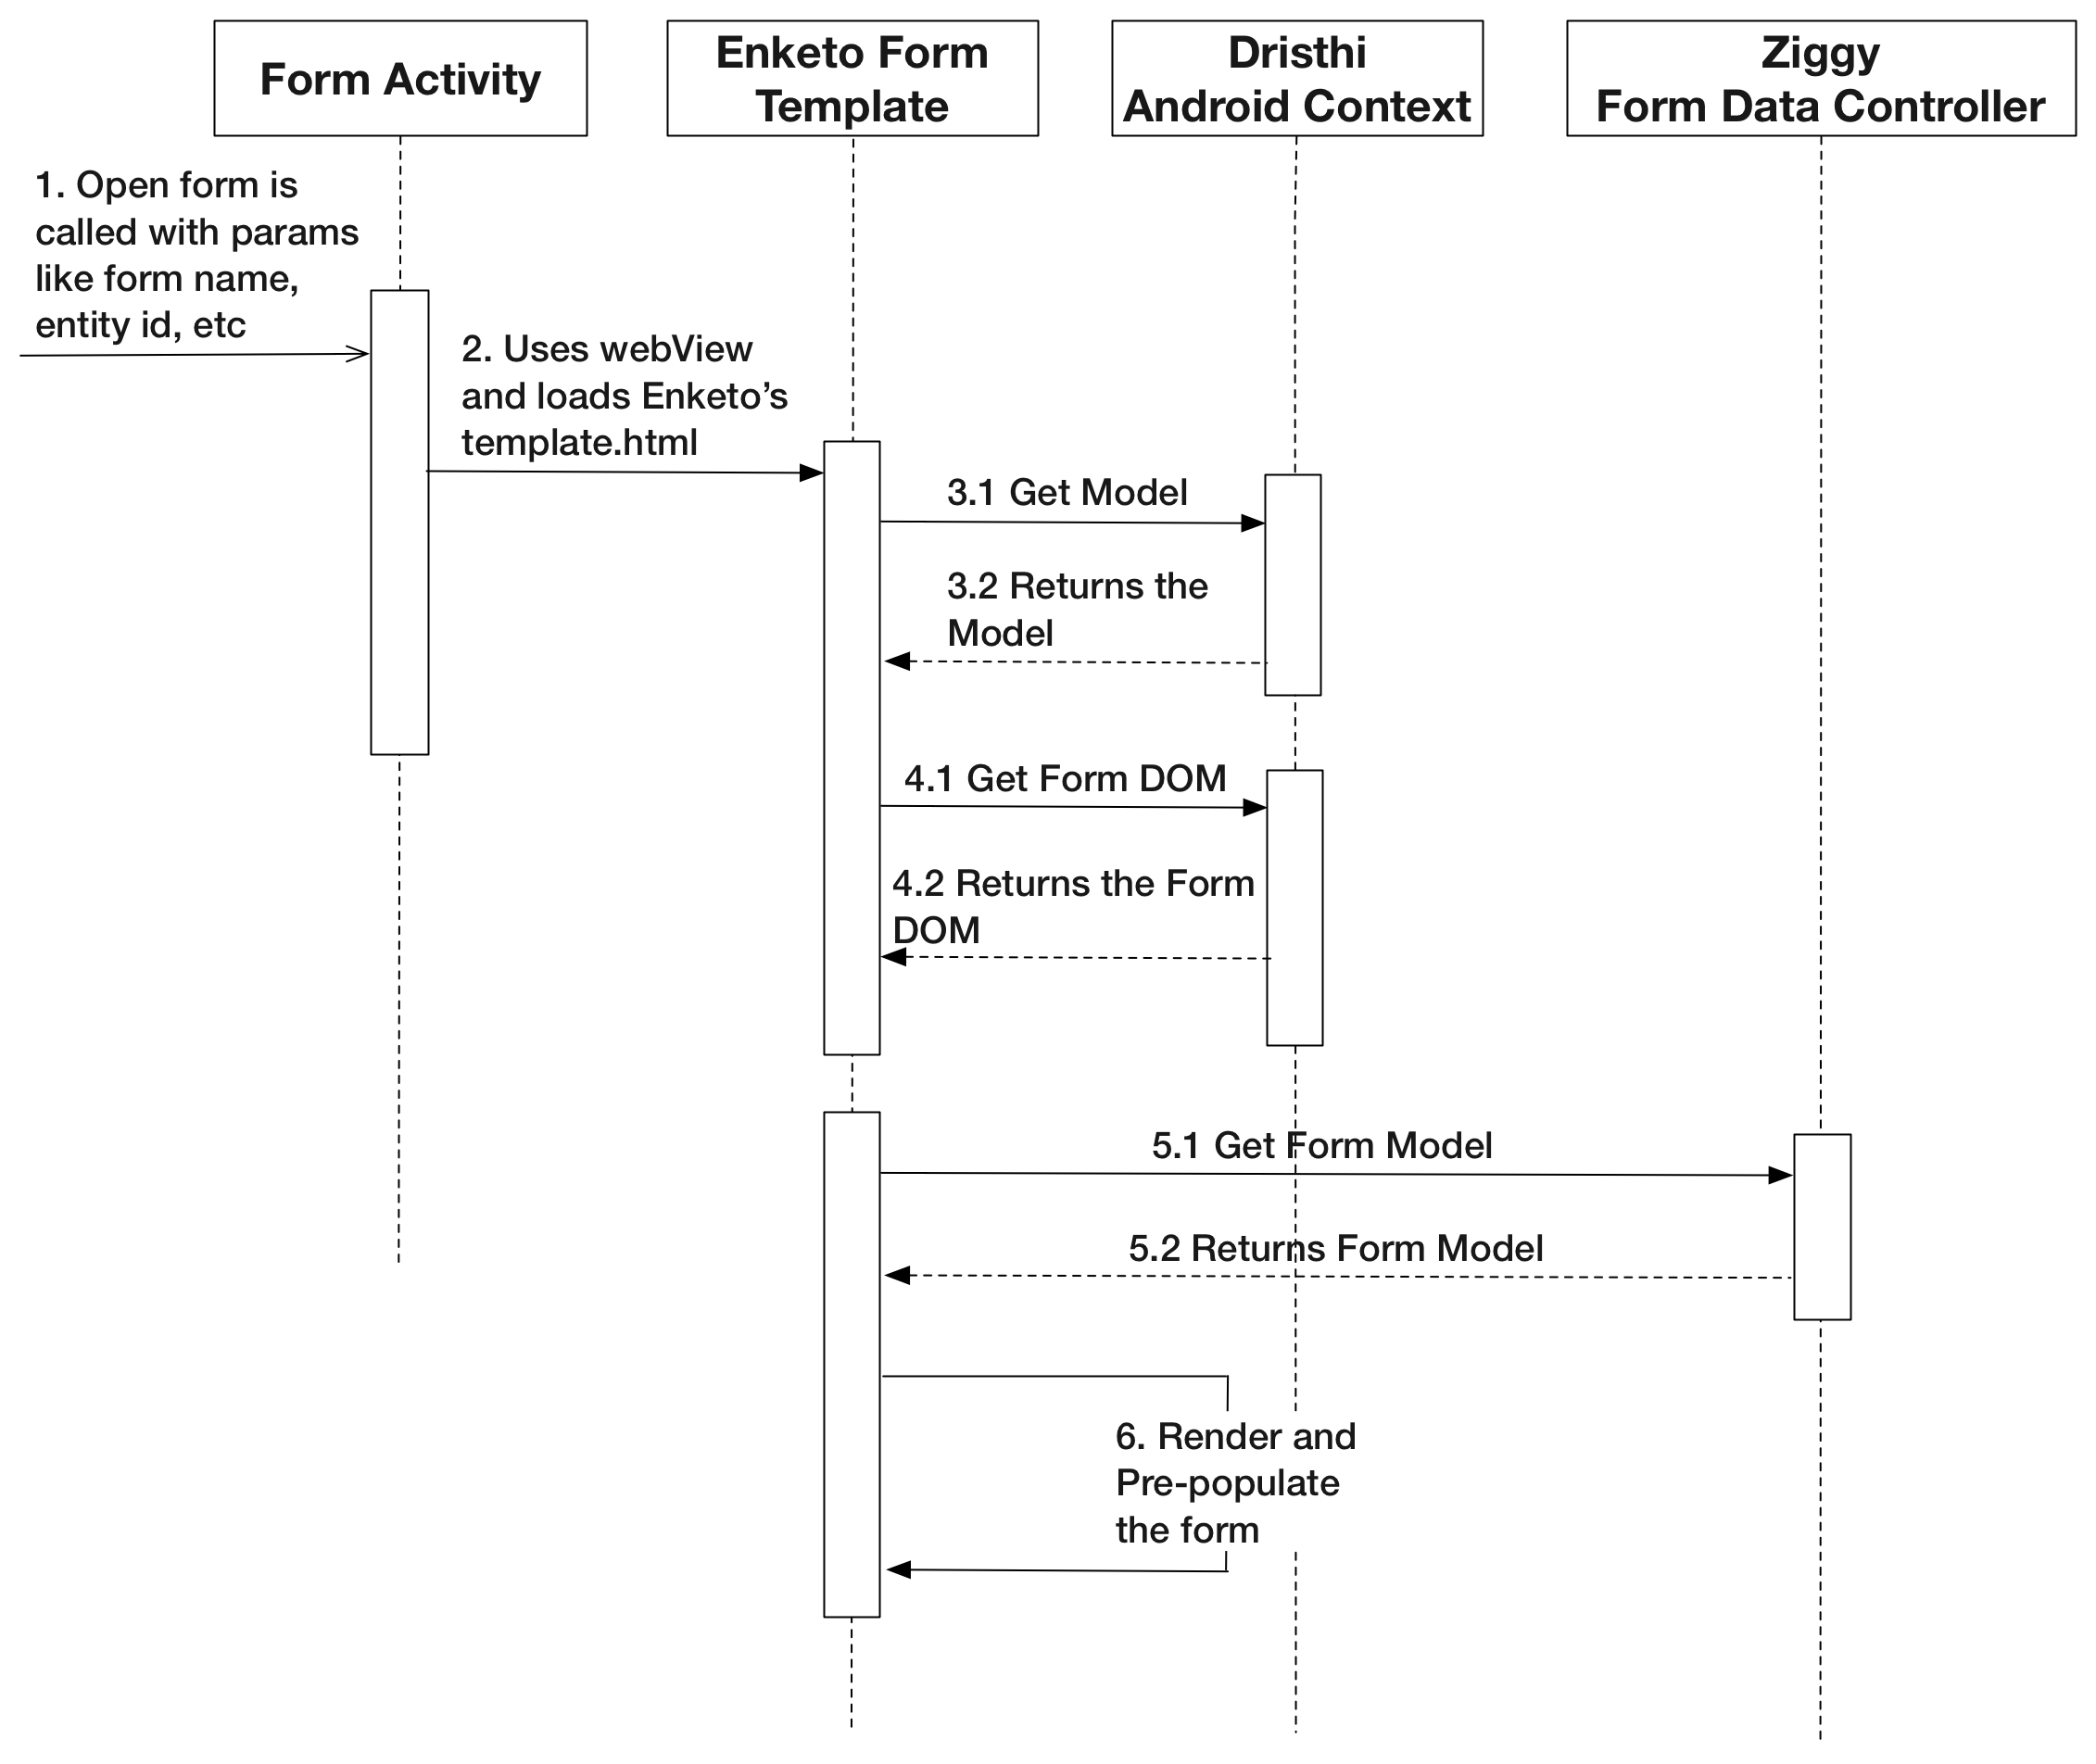 Form Activity
Enketo Form
Template
Dristhi
Android Context
Ziggy
Form Data Controller
1. Open form is
called with params
like form name,
entity id, etc
2. Uses webView
and loads Enketo’s
template.html
3.1 Get Model
3.2 Returns the
Model
4.1 Get Form DOM
4.2 Returns the Form
DOM
5.1 Get Form Model
5.2 Returns Form Model
6. Render and
Pre-populate
the form